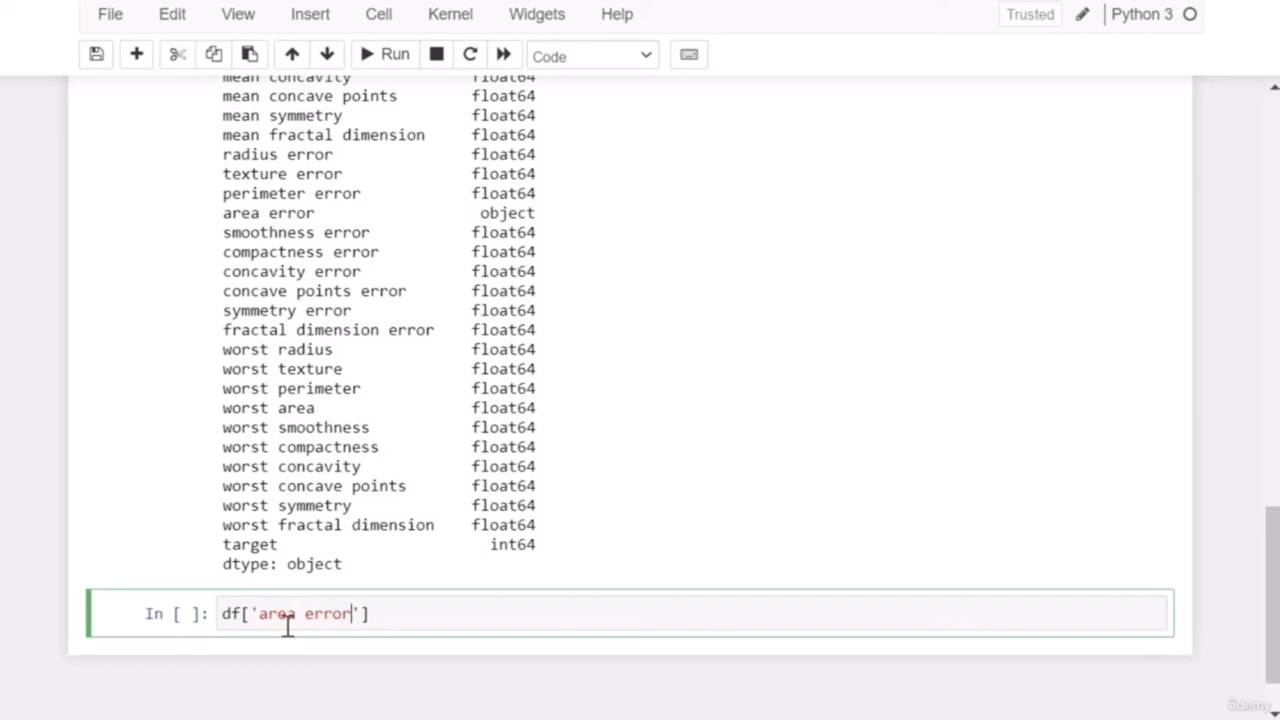 File Edit View Insert Cell Kernel Widgets Help Trusted Python 3
Run Code
mean concavity float64
mean concave points float64
mean symmetry float64
mean fractal dimension float64
radius error float64
texture error float64
perimeter error float64
area error object
smoothness error float64
compactness error float64
concavity error float64
concave points error float64
symmetry error float64
fractal dimension error float64
worst radius float64
worst texture float64
worst perimeter float64
worst area float64
worst smoothness float64
worst compactness float64
worst concavity float64
worst concave points float64
worst symmetry float64
worst fractal dimension float64
target int64
dtype: object
In [ ]: df['area error']
ûdemy